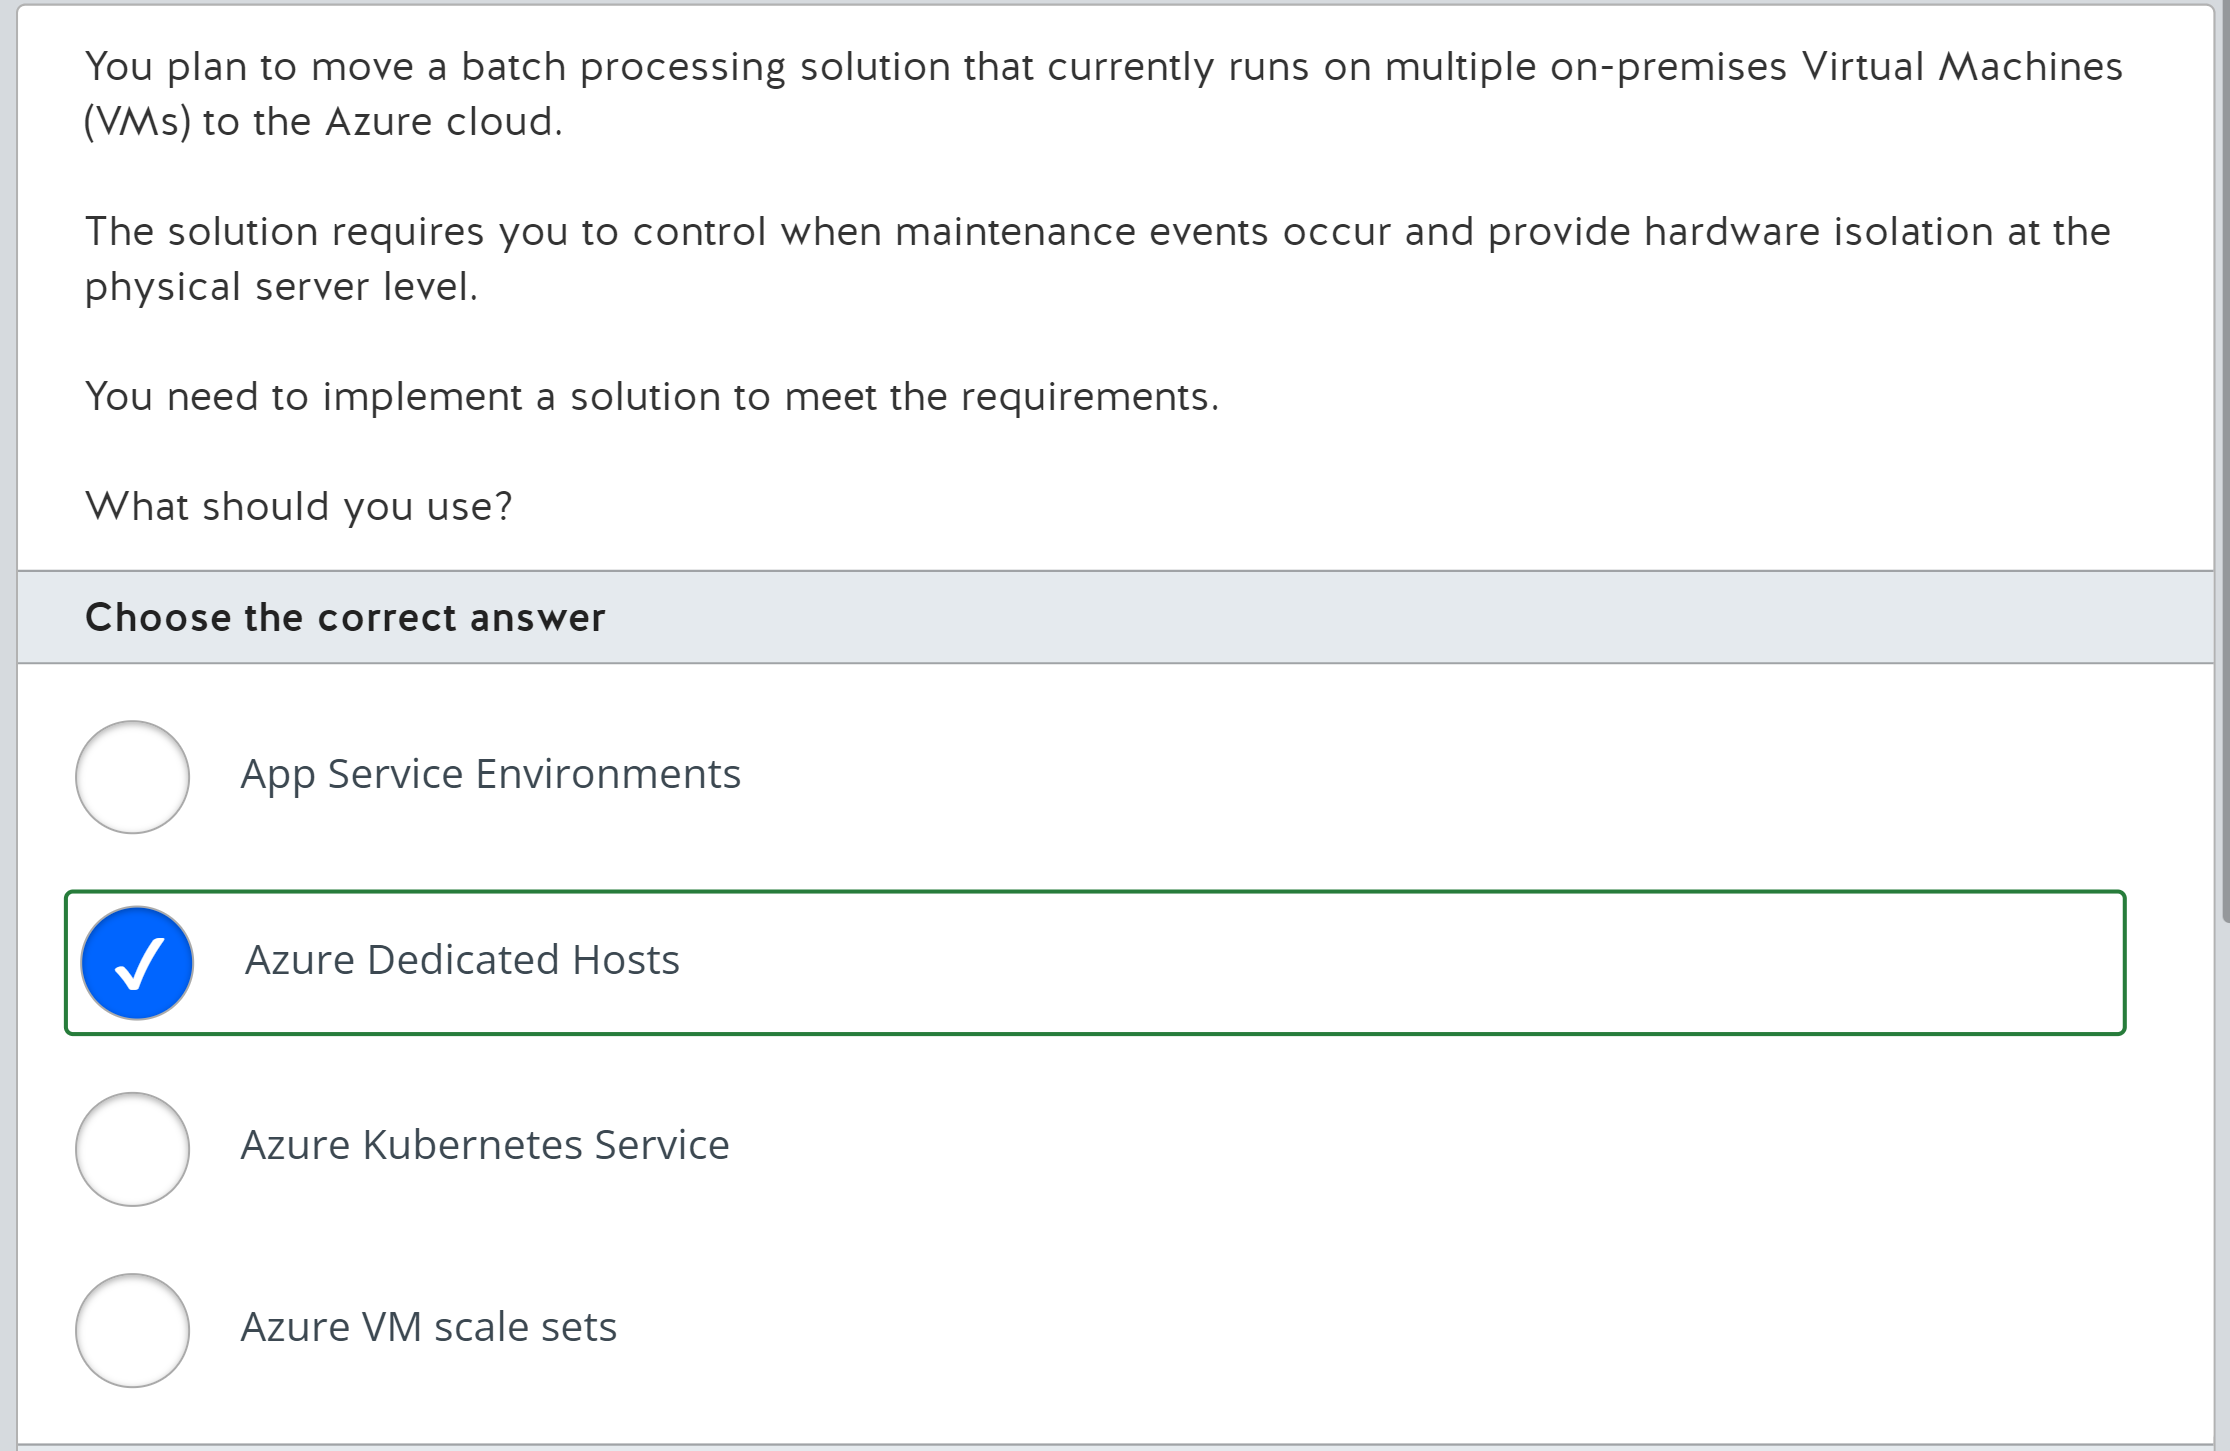 You plan to move a batch processing solution that currently runs on multiple on-premises Virtual Machines
(VMs) to the Azure cloud.
The solution requires you to control when maintenance events occur and provide hardware isolation at the
physical server level.
You need to implement a solution to meet the requirements.
What should you use?
Choose the correct answer
App Service Environments
Azure Dedicated Hosts
Azure Kubernetes Service
Azure VM scale sets